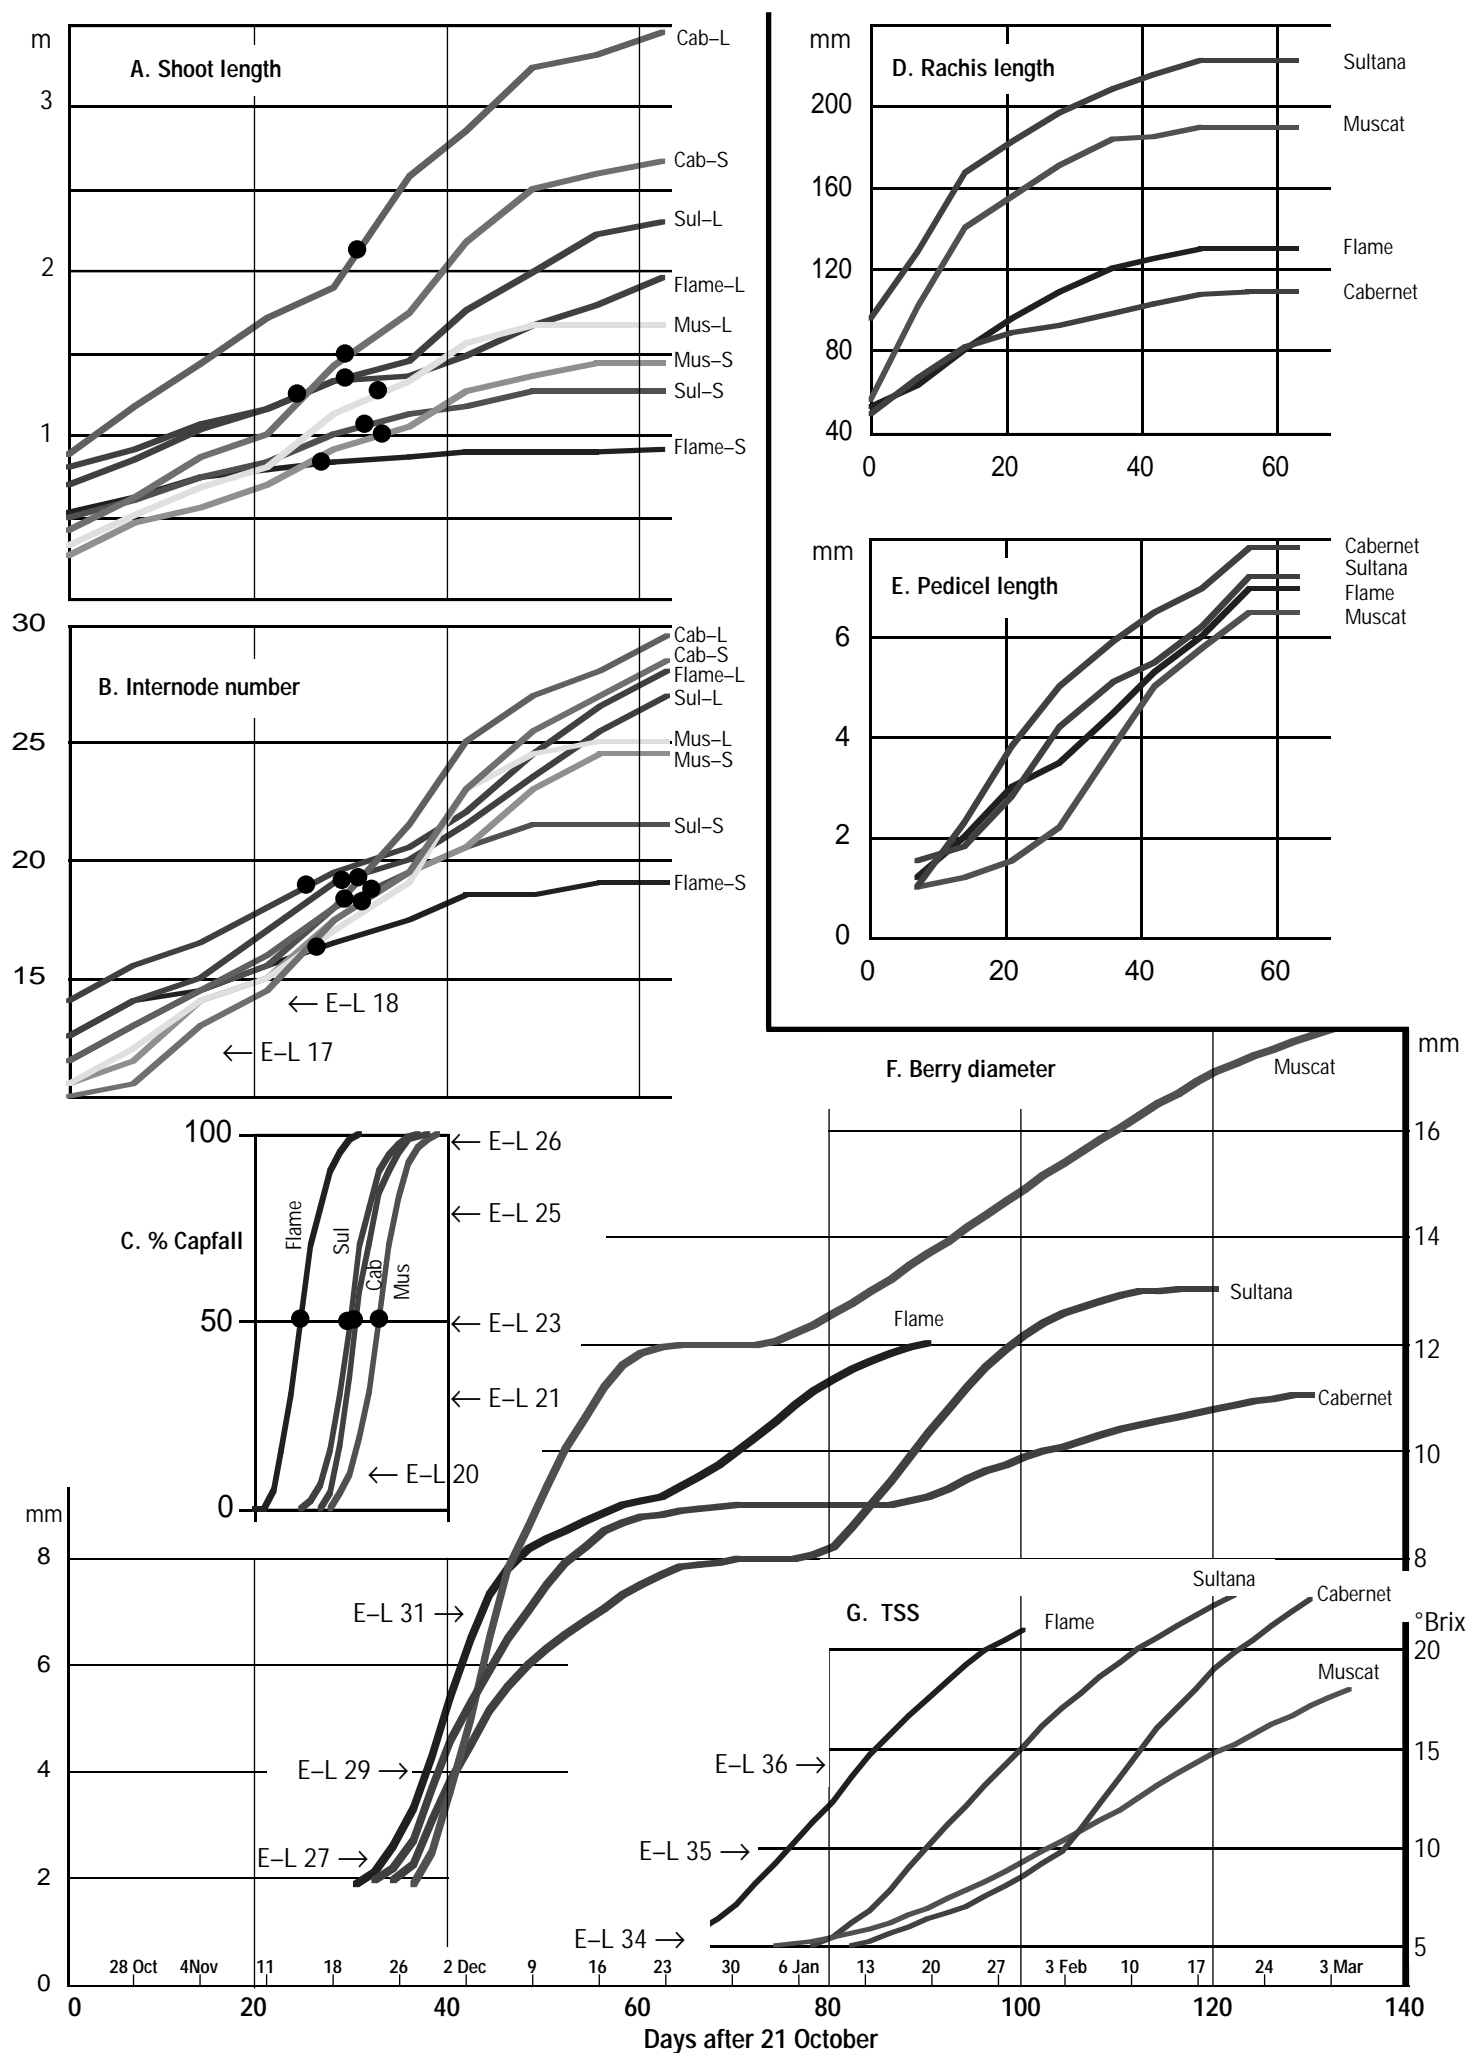 m
A. Shoot length
3
2
1
Cab–L
Cab–S
Sul–L
Flame–L
Mus–L
Mus–S
Sul–S
Flame–S
30
B. Internode number
25
20
15
Cab–L
Cab–S
Flame–L
Sul–L
Mus–L
Mus–S
Sul–S
Flame–S
← E–L 18
← E–L 17
mm
D. Rachis length
200
160
120
80
40
0 20 40 60
Sultana
Muscat
Flame
Cabernet
mm
E. Pedicel length
6
4
2
0
0 20 40 60
Cabernet
Sultana
Flame
Muscat
100
C. % Capfall
50
0
Flame
Sul
Cab
Mus
← E–L 26
← E–L 25
← E–L 23
← E–L 21
← E–L 20
F. Berry diameter
mm
16
14
12
10
8
Muscat
Sultana
Flame
Cabernet
mm
8
6
4
2
0
E–L 31 →
E–L 29 →
E–L 27 →
G. TSS
°Brix
20
15
10
5
Sultana
Cabernet
Flame
Muscat
E–L 36 →
E–L 35 →
E–L 34 →
28 Oct 4Nov 11 18 26 2 Dec 9 16 23 30 6 Jan 13 20 27 3 Feb 10 17 24 3 Mar
0 20 40 60 80 100 120 140
Days after 21 October